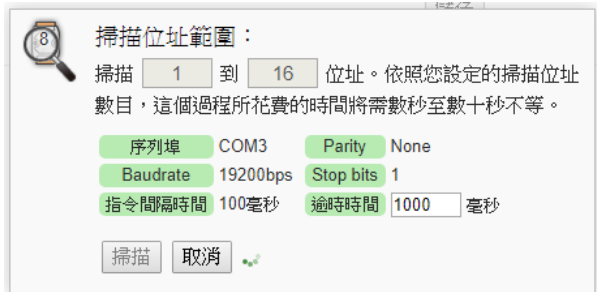 8
掃描位址範圍：
掃描 1 到 16 位址。依照您設定的掃描位址
數目，這個過程所花費的時間將需數秒至數十秒不等。
序列埠 COM3 Parity None
Baudrate 19200bps Stop bits 1
指令間隔時間 100毫秒 逾時時間 1000 毫秒
掃描 取消